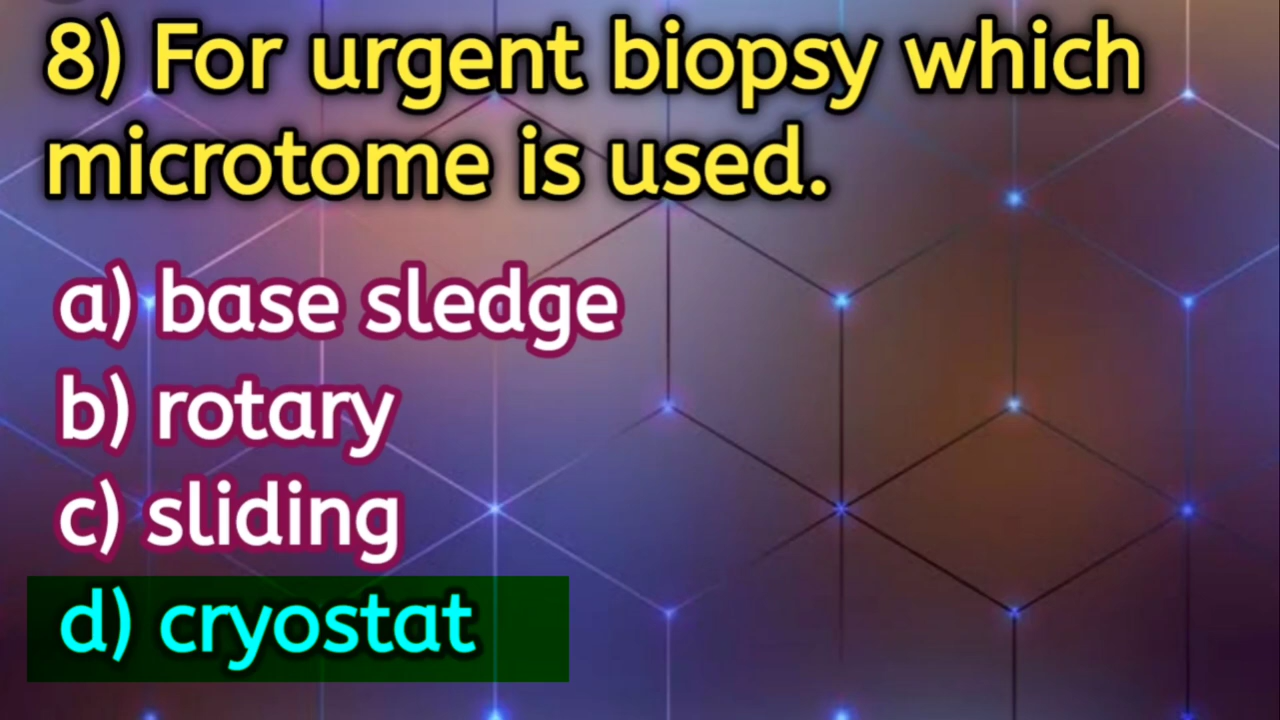 8) For urgent biopsy which
microtome is used.
a) base sledge
b) rotary
c) sliding
d) cryostat